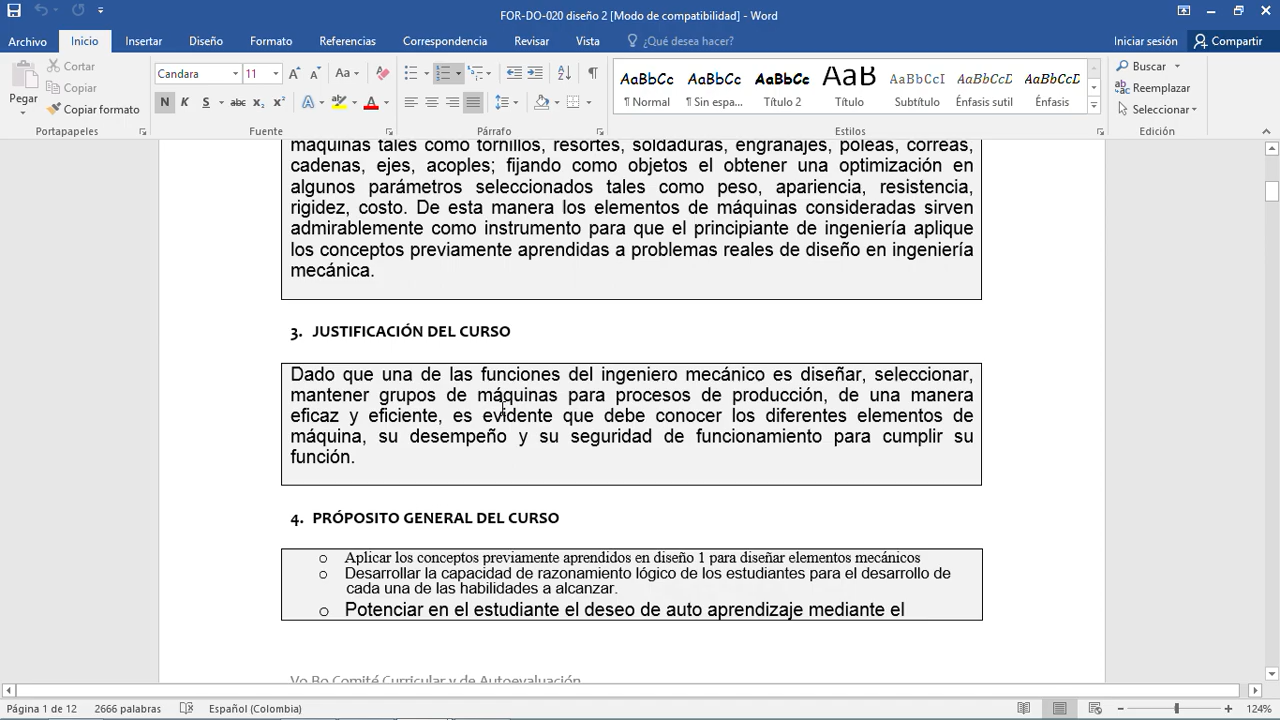 FOR-DO-020 diseño 2 [Modo de compatibilidad] - Word
Archivo Inicio Insertar Diseño Formato Referencias Correspondencia Revisar Vista ¿Qué desea hacer? Iniciar sesión Compartir
Pegar
Cortar
Copiar
Copiar formato
Candara 11 Aa
N K S abc x₂ x² A A
AaBbCc AaBbCc AaBbCc AaB AaBbCcI AaBbCcD AaBbCcD
¶ Normal ¶ Sin espa... Título 2 Título Subtítulo Énfasis sutil Énfasis
Buscar
Reemplazar
Seleccionar
Portapapeles Fuente Párrafo Estilos Edición
máquinas tales como tornillos, resortes, soldaduras, engranajes, poleas, correas,
cadenas, ejes, acoples; fijando como objetos el obtener una optimización en
algunos parámetros seleccionados tales como peso, apariencia, resistencia,
rigidez, costo. De esta manera los elementos de máquinas consideradas sirven
admirablemente como instrumento para que el principiante de ingeniería aplique
los conceptos previamente aprendidas a problemas reales de diseño en ingeniería
mecánica.
3. JUSTIFICACIÓN DEL CURSO
Dado que una de las funciones del ingeniero mecánico es diseñar, seleccionar,
mantener grupos de máquinas para procesos de producción, de una manera
eficaz y eficiente, es evidente que debe conocer los diferentes elementos de
máquina, su desempeño y su seguridad de funcionamiento para cumplir su
función.
4. PRÓPOSITO GENERAL DEL CURSO
o Aplicar los conceptos previamente aprendidos en diseño 1 para diseñar elementos mecánicos
o Desarrollar la capacidad de razonamiento lógico de los estudiantes para el desarrollo de
cada una de las habilidades a alcanzar.
o Potenciar en el estudiante el deseo de auto aprendizaje mediante el
Vo Bo Comité Curricular y de Autoevaluación
Página 1 de 12 2666 palabras Español (Colombia) 124%